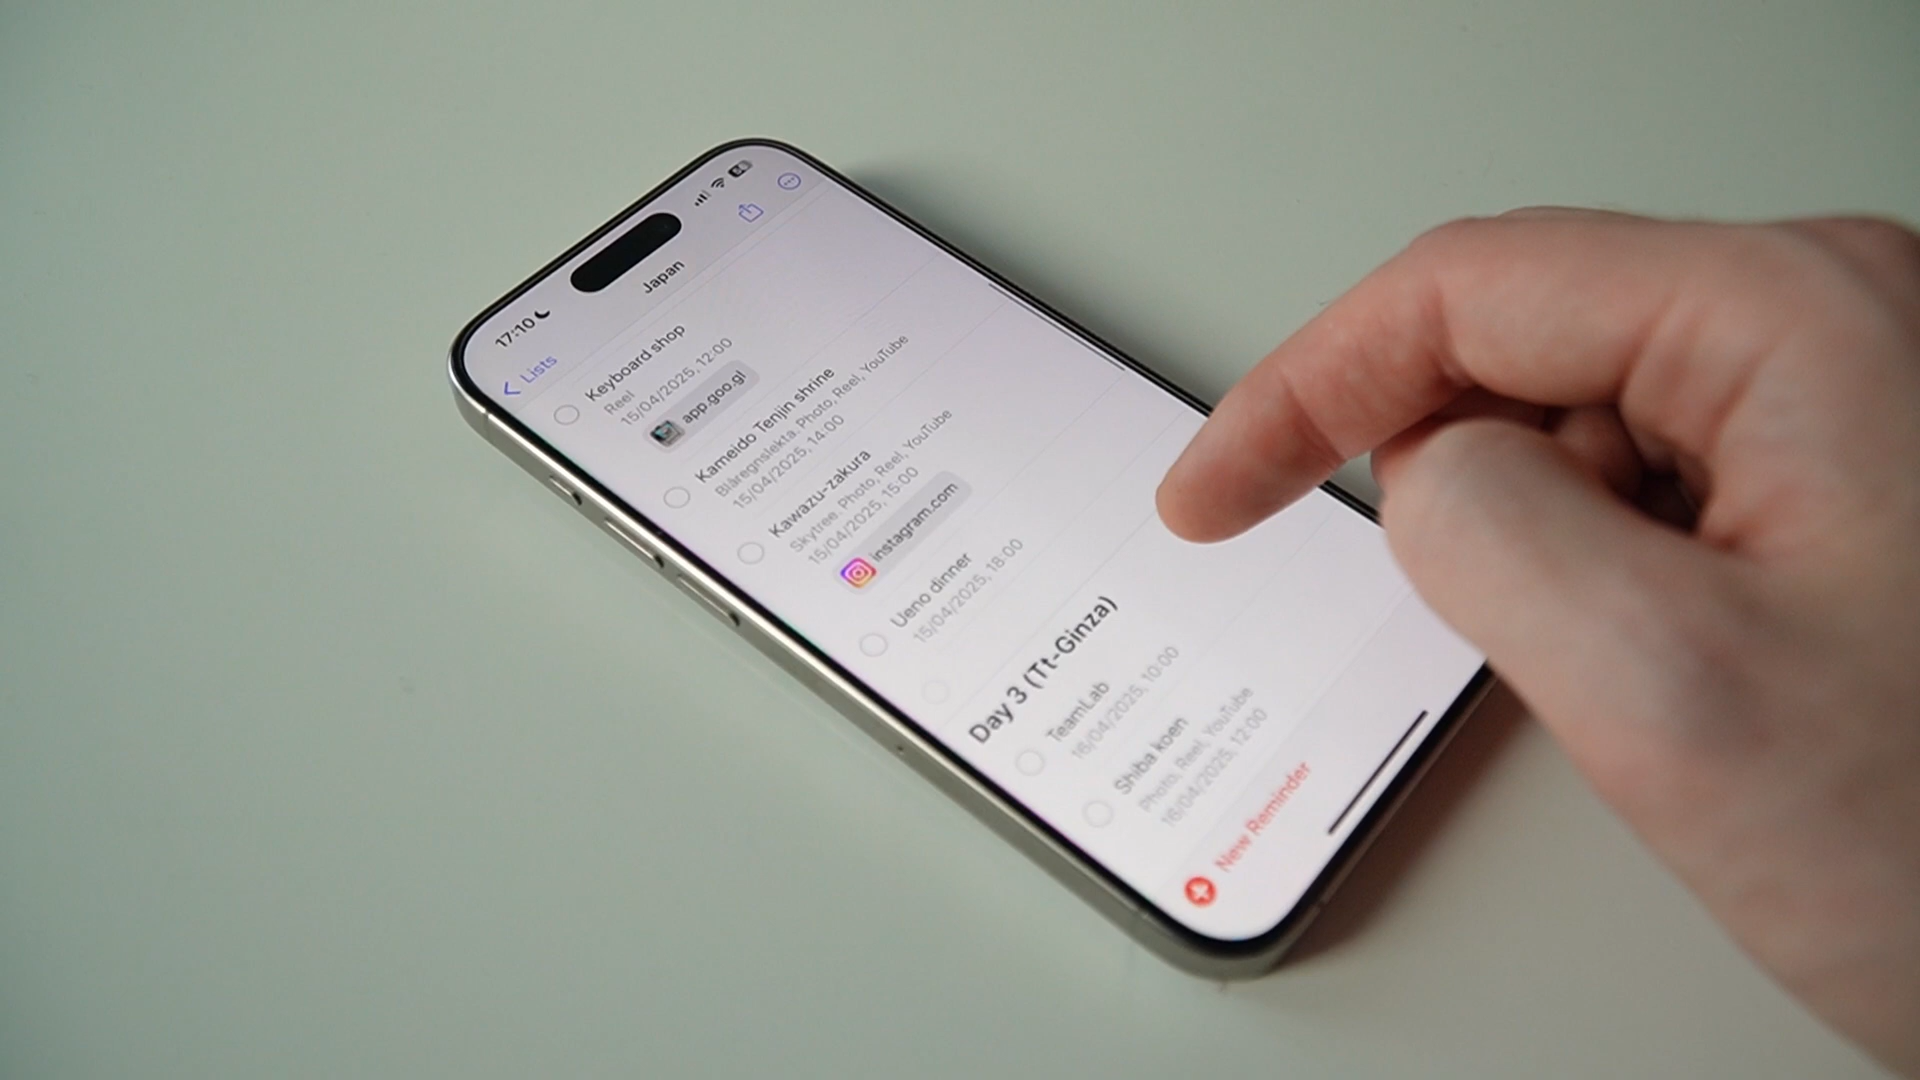 17:10
Lists
Japan
Keyboard shop
Reel
15/04/2025, 12:00
app.goo.gl
Kameido Tenjin shrine
Blåregnslekta. Photo, Reel, YouTube
15/04/2025, 14:00
Kawazu-zakura
Skytree. Photo, Reel, YouTube
15/04/2025, 15:00
instagram.com
Ueno dinner
15/04/2025, 18:00
Day 3 (Tt-Ginza)
TeamLab
16/04/2025, 10:00
Shiba koen
Photo, Reel, YouTube
16/04/2025, 12:00
New Reminder